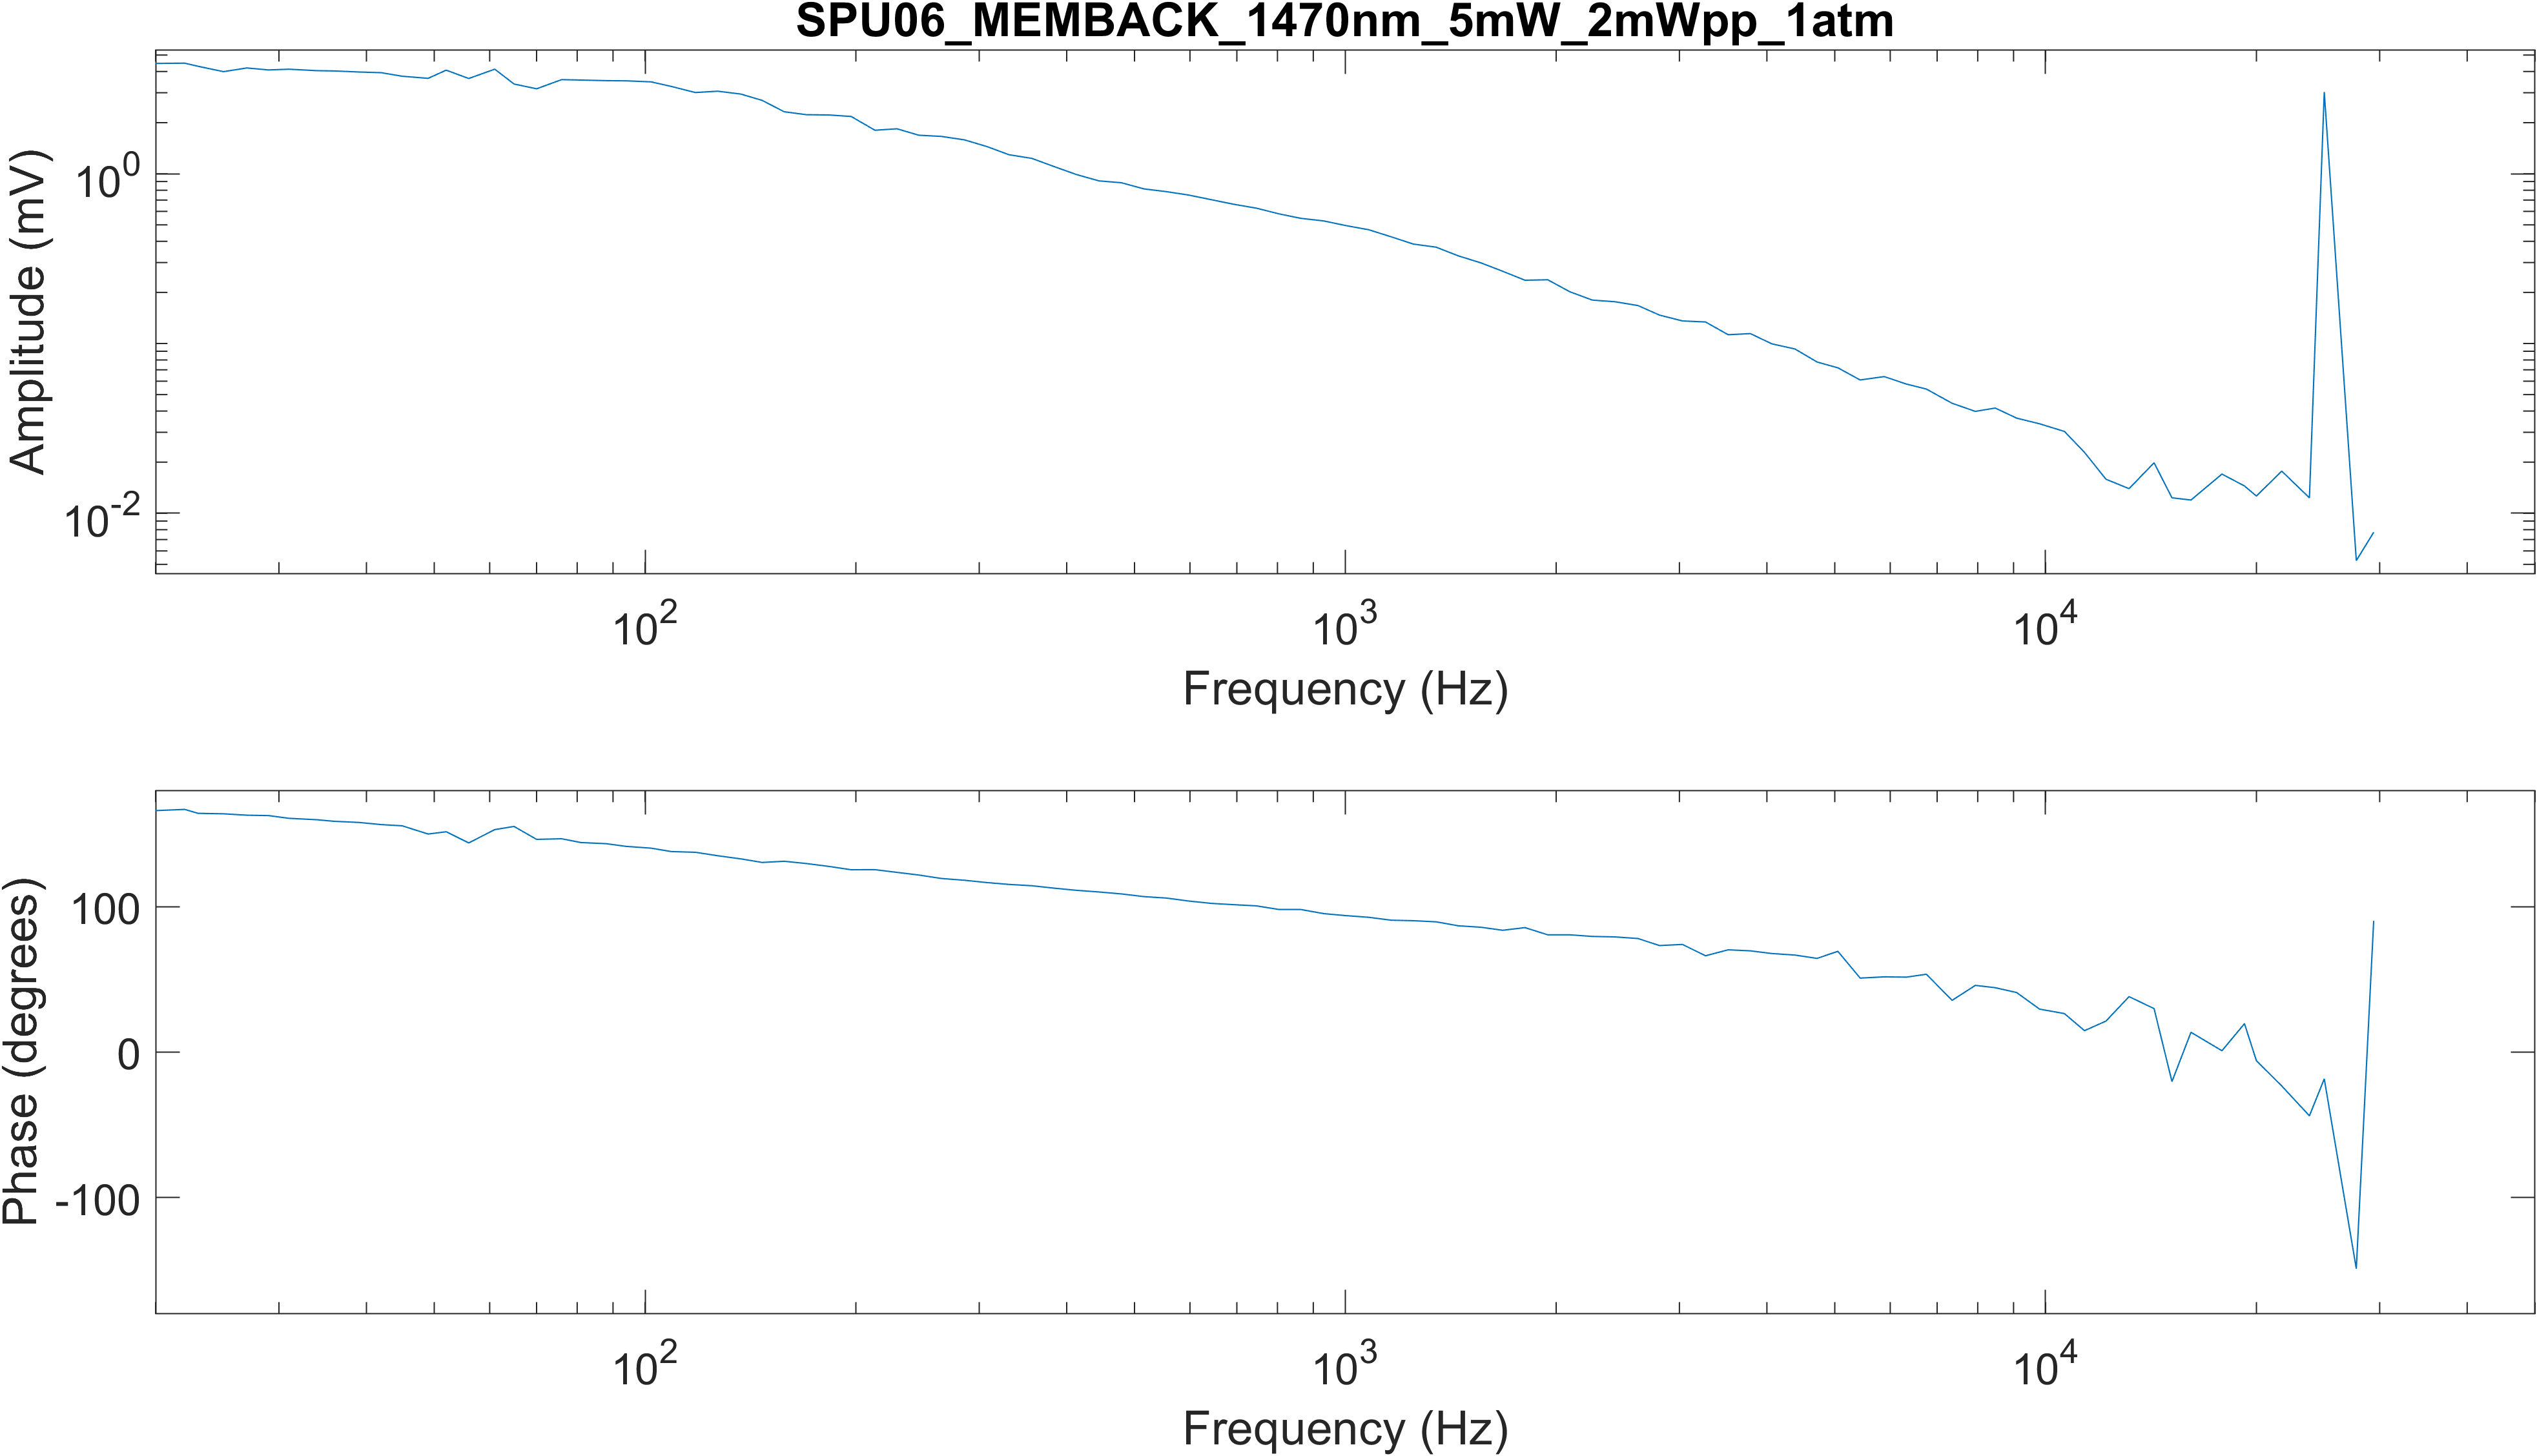 SPU06_MEMBACK_1470nm_5mW_2mWpp_1atm
Amplitude (mV)
10^0
10^-2
10^2
10^3
10^4
Frequency (Hz)
Phase (degrees)
100
0
-100
10^2
10^3
10^4
Frequency (Hz)